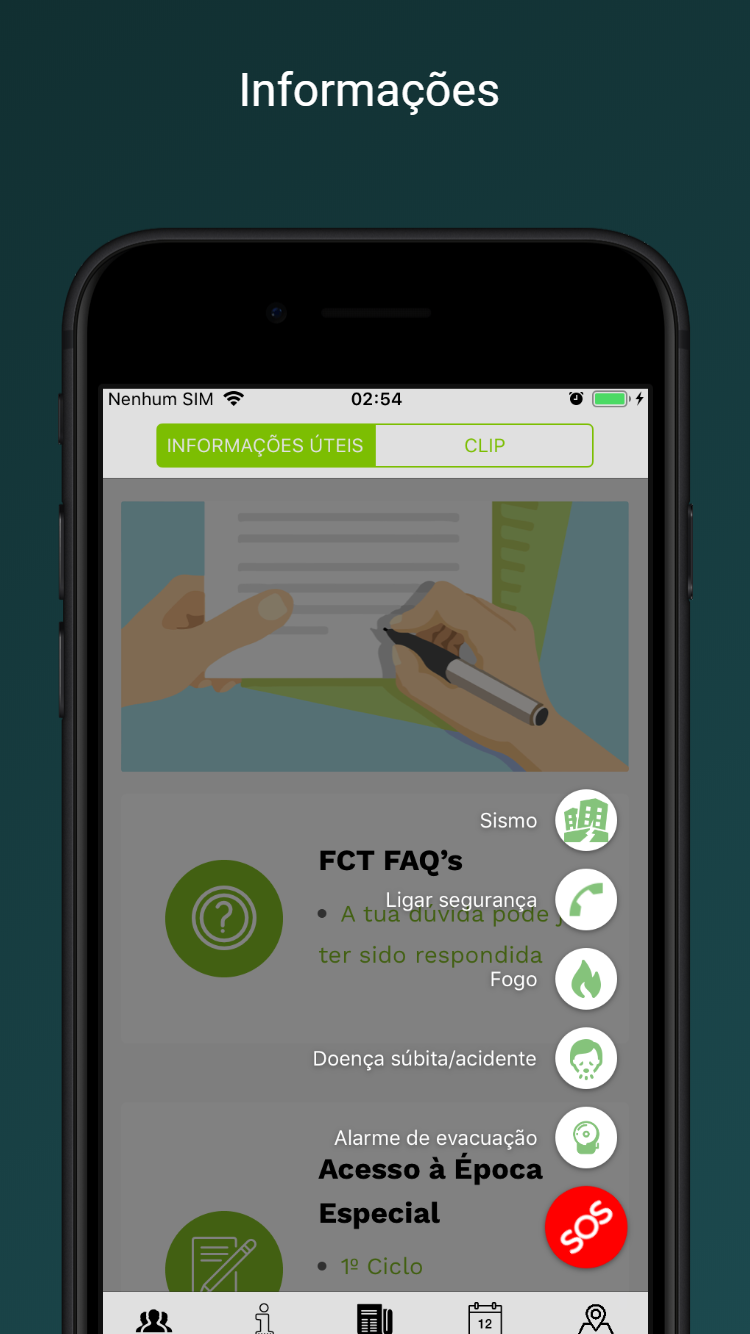 Informações
Nenhum SIM
02:54
INFORMAÇÕES ÚTEIS
CLIP
Sismo
FCT FAQ’s
Ligar segurança
• A tua dúvida pode
ter sido respondida
Fogo
Doença súbita/acidente
Alarme de evacuação
Acesso à Época
Especial
SOS
• 1º Ciclo
12